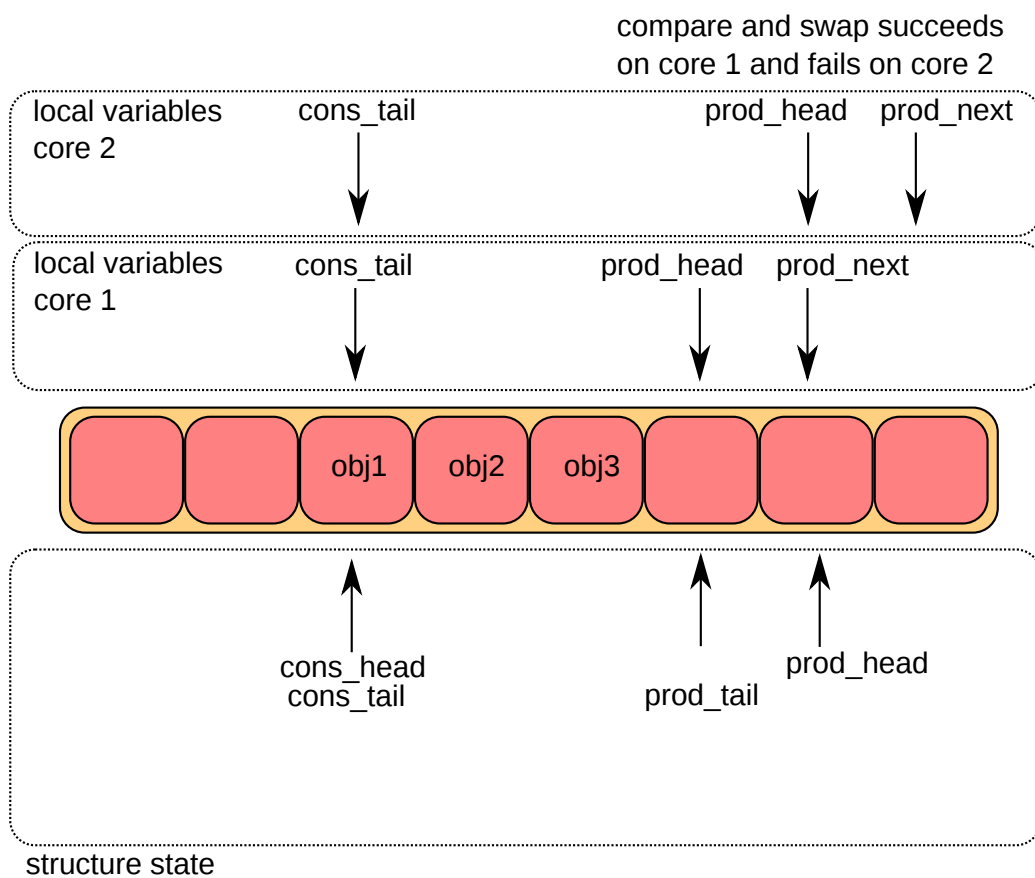 compare and swap succeeds
on core 1 and fails on core 2
local variables
core 2
cons_tail
prod_head
prod_next
local variables
core 1
cons_tail
prod_head
prod_next
obj1
obj2
obj3
cons_head
cons_tail
prod_tail
prod_head
structure state